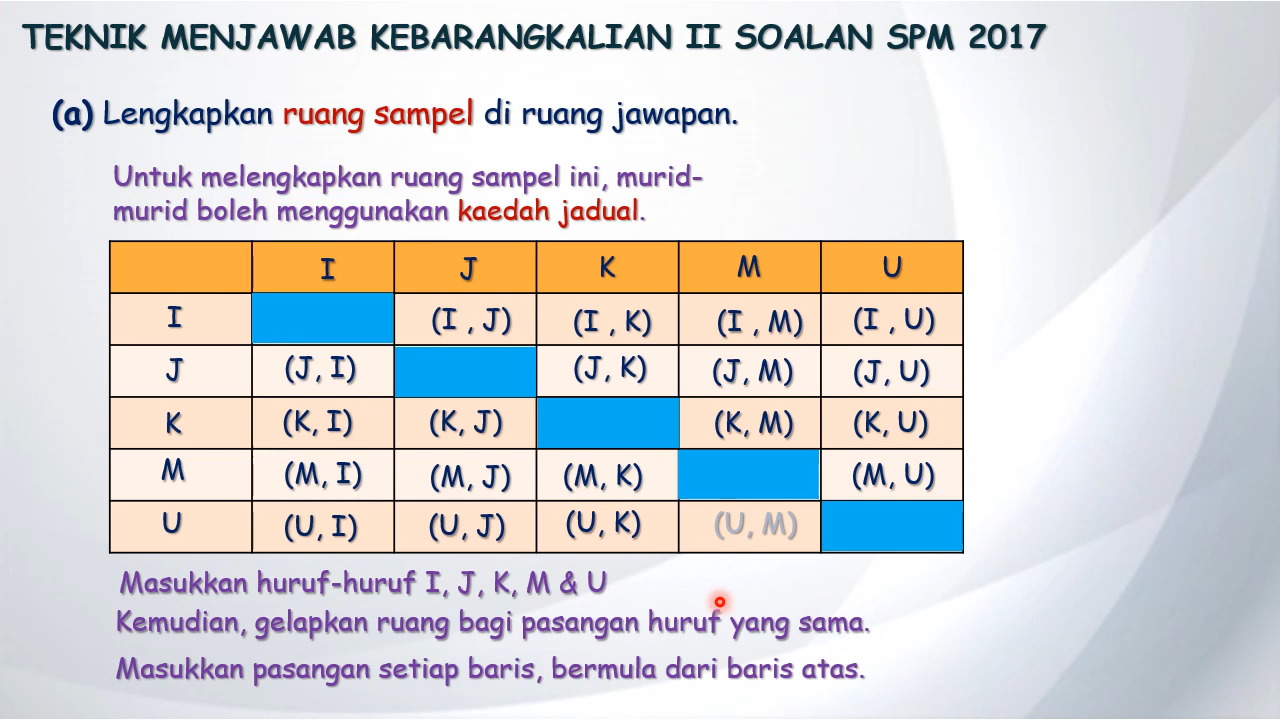 TEKNIK MENJAWAB KEBARANGKALIAN II SOALAN SPM 2017
(a) Lengkapkan ruang sampel di ruang jawapan.
Untuk melengkapkan ruang sampel ini, murid-
murid boleh menggunakan kaedah jadual.
I J K M U
I (I , J) (I , K) (I , M) (I , U)
J (J, I) (J, K) (J, M) (J, U)
K (K, I) (K, J) (K, M) (K, U)
M (M, I) (M, J) (M, K) (M, U)
U (U, I) (U, J) (U, K) (U, M)
Masukkan huruf-huruf I, J, K, M & U
Kemudian, gelapkan ruang bagi pasangan huruf yang sama.
Masukkan pasangan setiap baris, bermula dari baris atas.